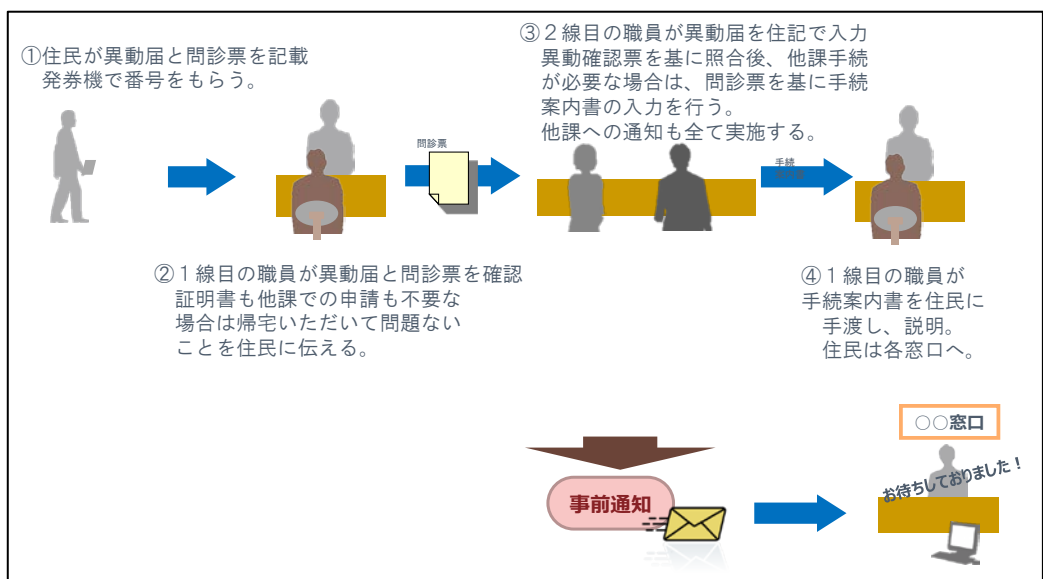 ①住民が異動届と問診票を記載
発券機で番号をもらう。
③２線目の職員が異動届を住記で入力
異動確認票を基に照合後、他課手続
が必要な場合は、問診票を基に手続
案内書の入力を行う。
他課への通知も全て実施する。
問診票
手続
②１線目の職員が異動届と問診票を確認
証明書も他課での申請も不要な
場合は帰宅いただいて問題ない
ことを住民に伝える。
④１線目の職員が
手続案内書を住民に
手渡し、説明。
住民は各窓口へ。
○○窓口
お待ちしておりました！
事前通知